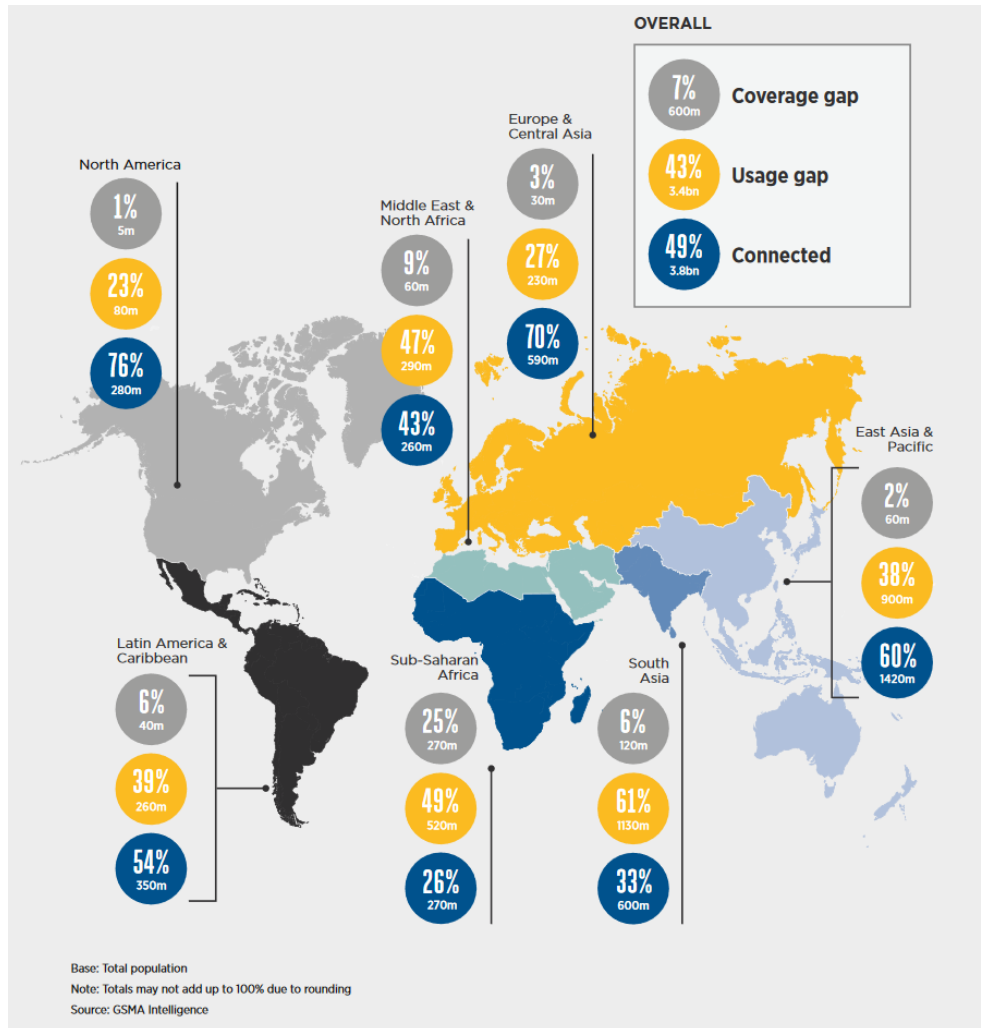 OVERALL
7%
600m
Coverage gap
43%
3.4bn
Usage gap
49%
3.8bn
Connected
North America
1%
5m
23%
80m
76%
280m
Middle East &
North Africa
9%
60m
47%
290m
43%
260m
Europe &
Central Asia
3%
30m
27%
230m
70%
590m
East Asia &
Pacific
2%
60m
38%
900m
60%
1420m
Latin America &
Caribbean
6%
40m
39%
260m
54%
350m
Sub-Saharan
Africa
25%
270m
49%
520m
26%
270m
South
Asia
6%
120m
61%
1130m
33%
600m
Base: Total population
Note: Totals may not add up to 100% due to rounding
Source: GSMA Intelligence